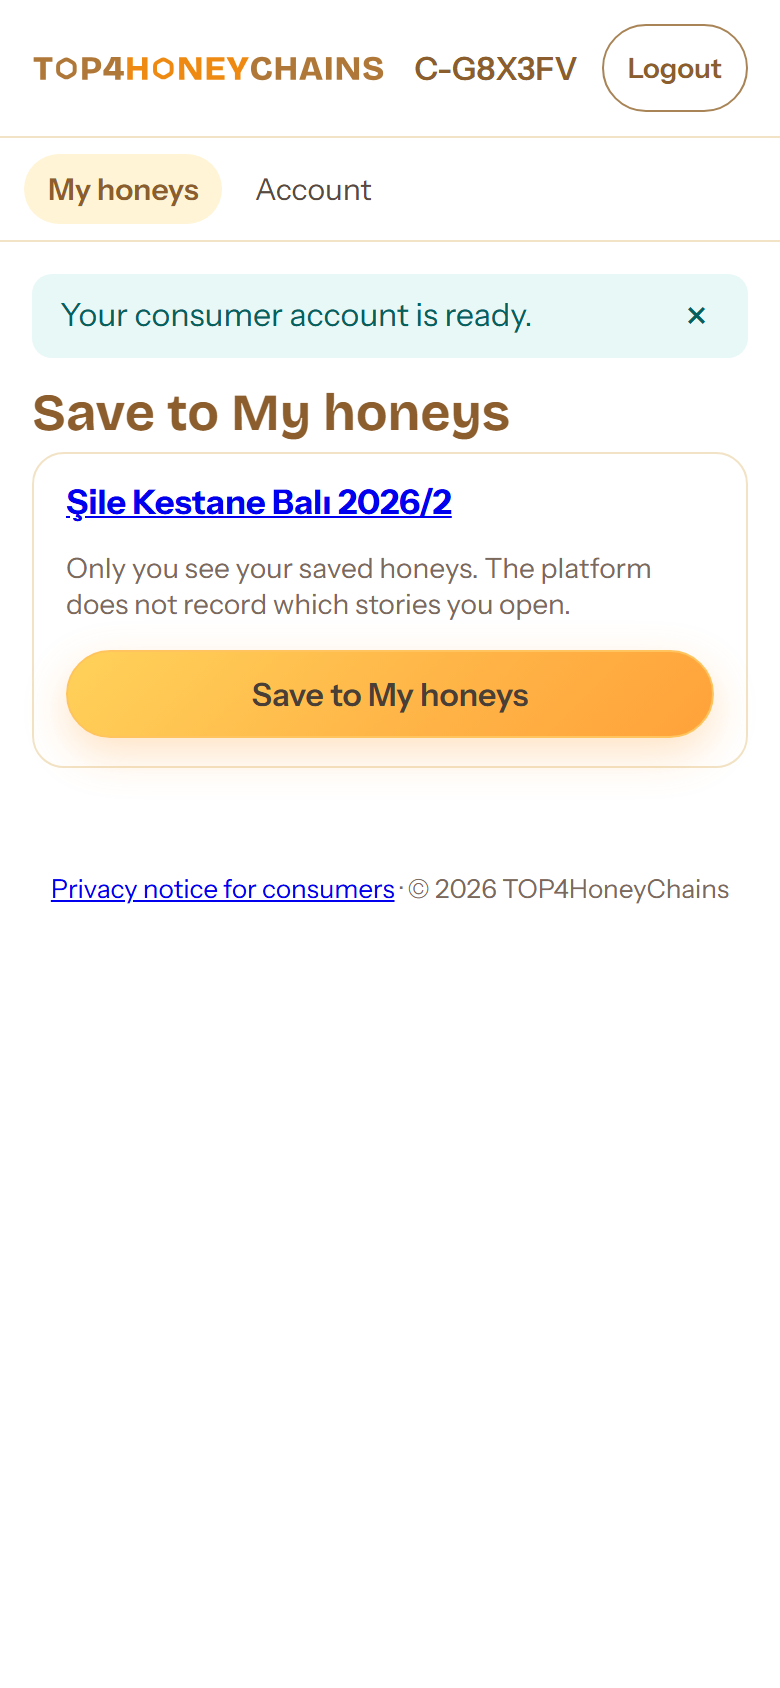 TOP4HONEYCHAINS C-G8X3FV Logout
My honeys Account
Your consumer account is ready. ×
Save to My honeys
Şile Kestane Balı 2026/2
Only you see your saved honeys. The platform
does not record which stories you open.
Save to My honeys
Privacy notice for consumers · © 2026 TOP4HoneyChains